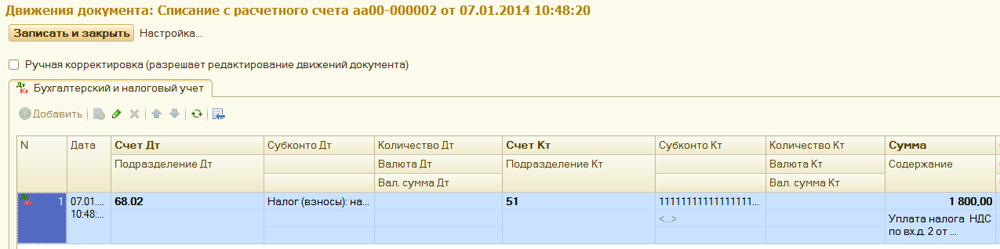 Движения документа: Списание с расчетного счета аа00-000002 от 07.01.2014 10:48:20
Записать и закрыть Настройка...
Ручная корректировка (разрешает редактирование движений документа)
Дт Кт Бухгалтерский и налоговый учет
Добавить
N Дата Счет Дт Субконто Дт Количество Дт Счет Кт Субконто Кт Количество Кт Сумма
Подразделение Дт Валюта Дт Подразделение Кт Валюта Кт Содержание
Вал. сумма Дт Вал. сумма Кт
Дт Кт 1 07.01.... 68.02 Налог (взносы): на... 51 11111111111111111... 1 800,00
10:48:... <...> Уплата налога НДС
по вх.д. 2 от ...